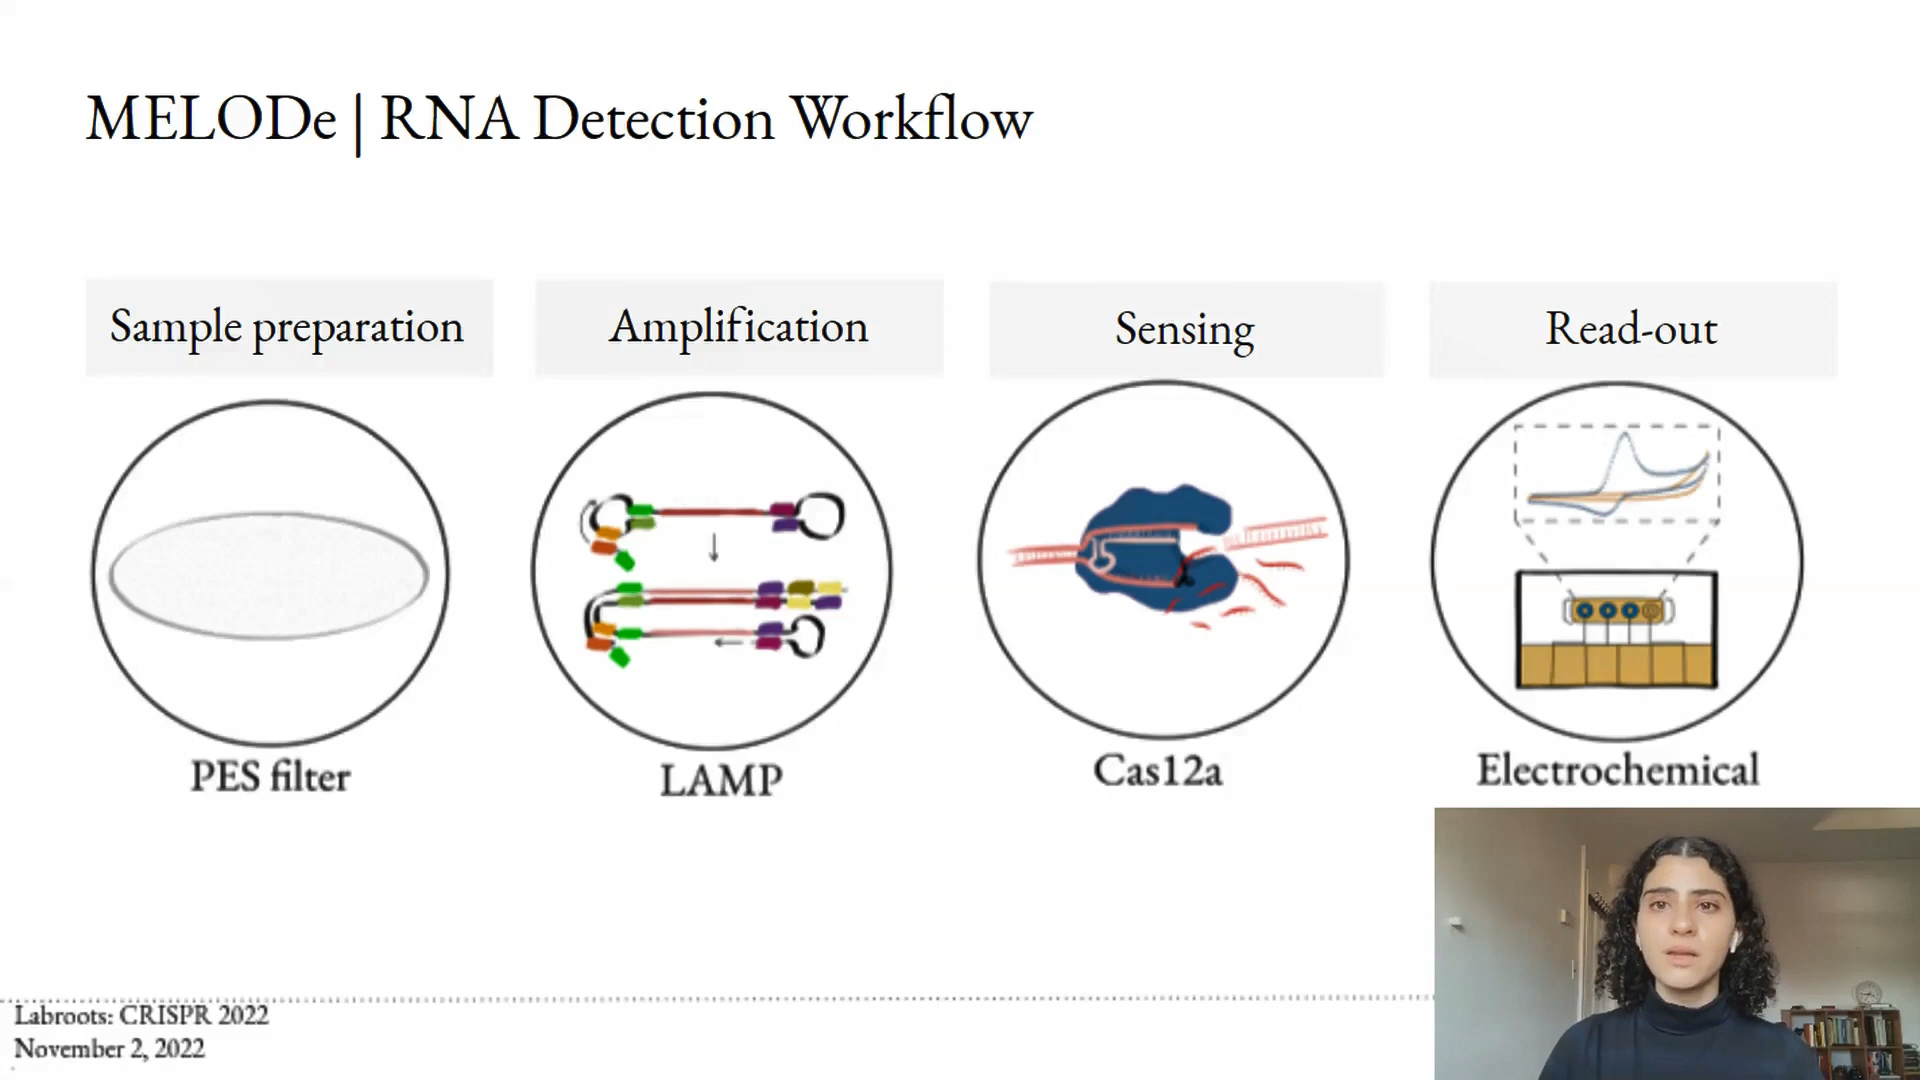 MELODe | RNA Detection Workflow
Sample preparation
Amplification
Sensing
Read-out
PES filter
LAMP
Cas12a
Electrochemical
Labroots: CRISPR 2022
November 2, 2022